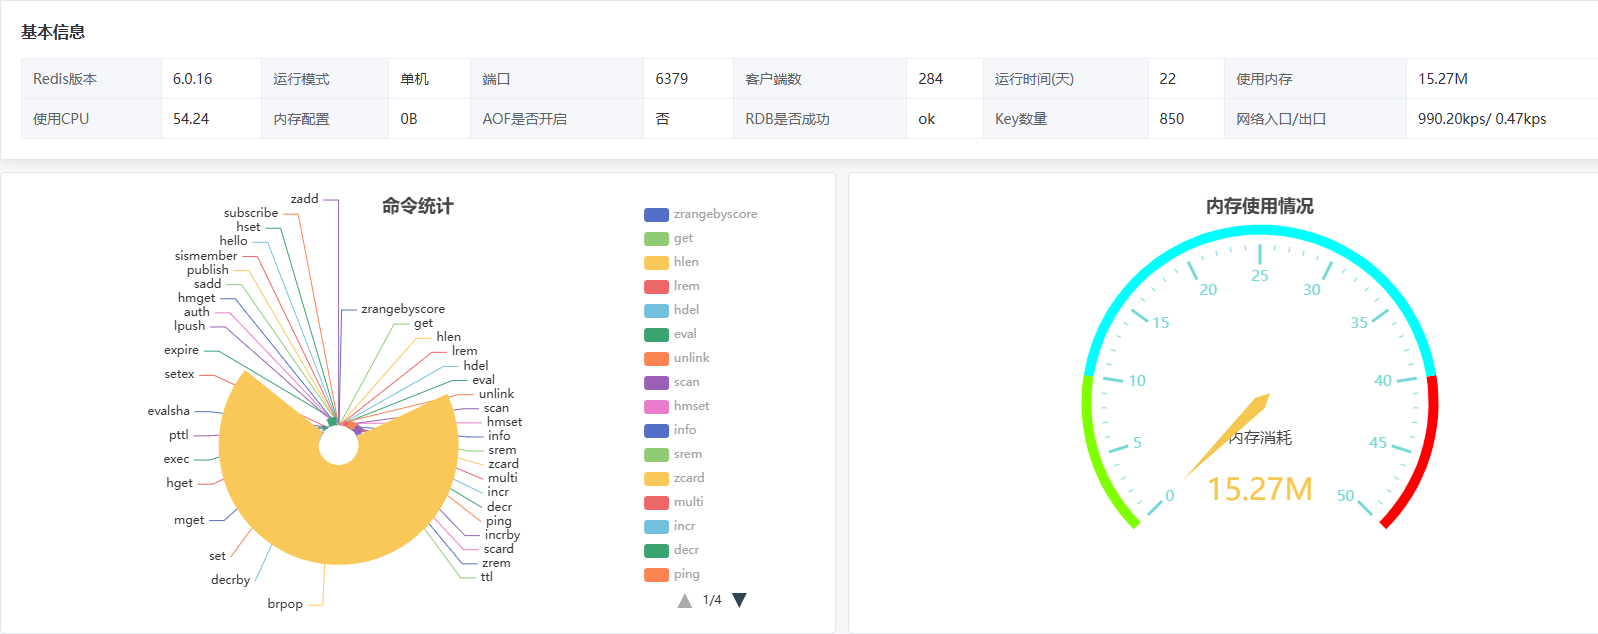 基本信息
Redis版本 6.0.16 运行模式 单机 端口 6379 客户端数 284 运行时间(天) 22 使用内存 15.27M
使用CPU 54.24 内存配置 0B AOF是否开启 否 RDB是否成功 ok Key数量 850 网络入口/出口 990.20kps/ 0.47kps
命令统计
zadd
subscribe
hset
hello
sismember
publish
sadd
hmget
auth
lpush
expire
setex
evalsha
pttl
exec
hget
mget
set
decrby
brpop
zrangebyscore
get
hlen
lrem
hdel
eval
unlink
scan
hmset
info
srem
zcard
multi
incr
decr
ping
incrby
scard
zrem
ttl
zrangebyscore
get
hlen
lrem
hdel
eval
unlink
scan
hmset
info
srem
zcard
multi
incr
decr
ping
1/4
内存使用情况
0
5
10
15
20
25
30
35
40
45
50
内存消耗
15.27M